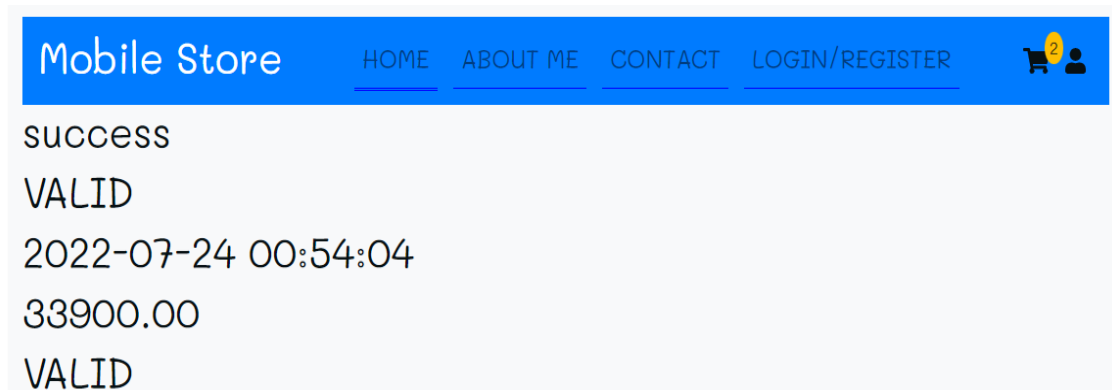 Mobile Store HOME ABOUT ME CONTACT LOGIN/REGISTER 2
success
VALID
2022-07-24 00:54:04
33900.00
VALID